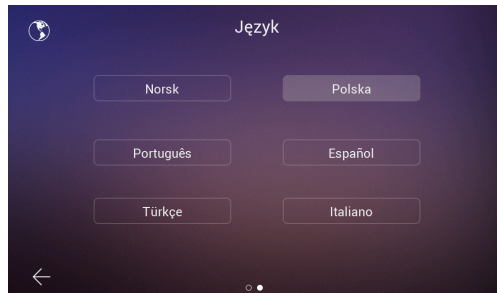 Język
Norsk
Polska
Português
Español
Türkçe
Italiano